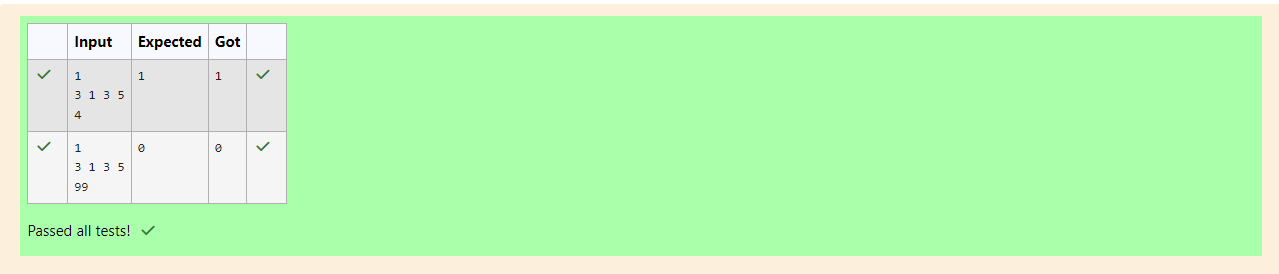 Input Expected Got
1 1 1
3 1 3 5
4
1 0 0
3 1 3 5
99
Passed all tests!